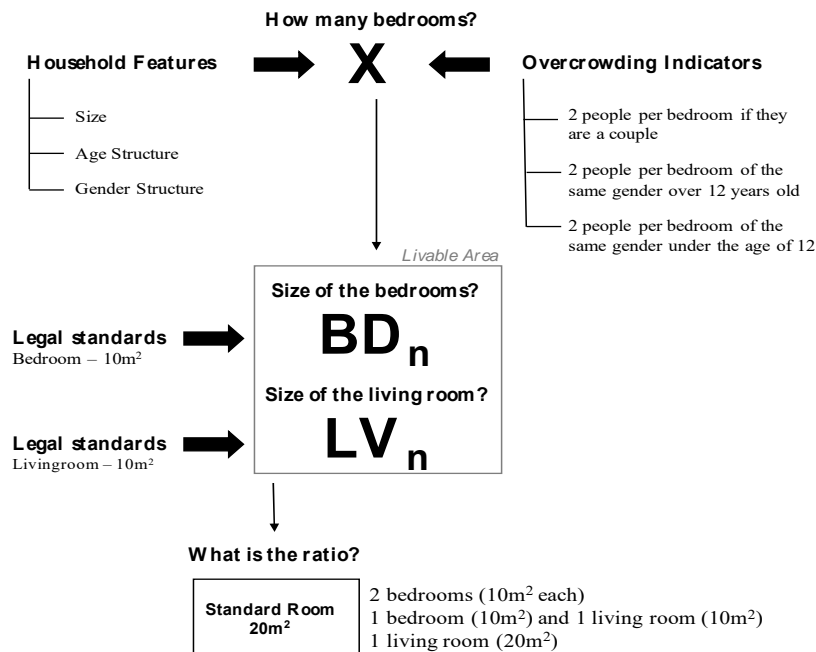 How many bedrooms?
Household Features
X
Overcrowding Indicators
Size
Age Structure
Gender Structure
2 people per bedroom if they
are a couple
2 people per bedroom of the
same gender over 12 years old
2 people per bedroom of the
same gender under the age of 12
Livable Area
Size of the bedrooms?
BDn
Legal standards
Bedroom – 10m²
Size of the living room?
LVn
Legal standards
Livingroom – 10m²
What is the ratio?
Standard Room
20m²
2 bedrooms (10m² each)
1 bedroom (10m²) and 1 living room (10m²)
1 living room (20m²)